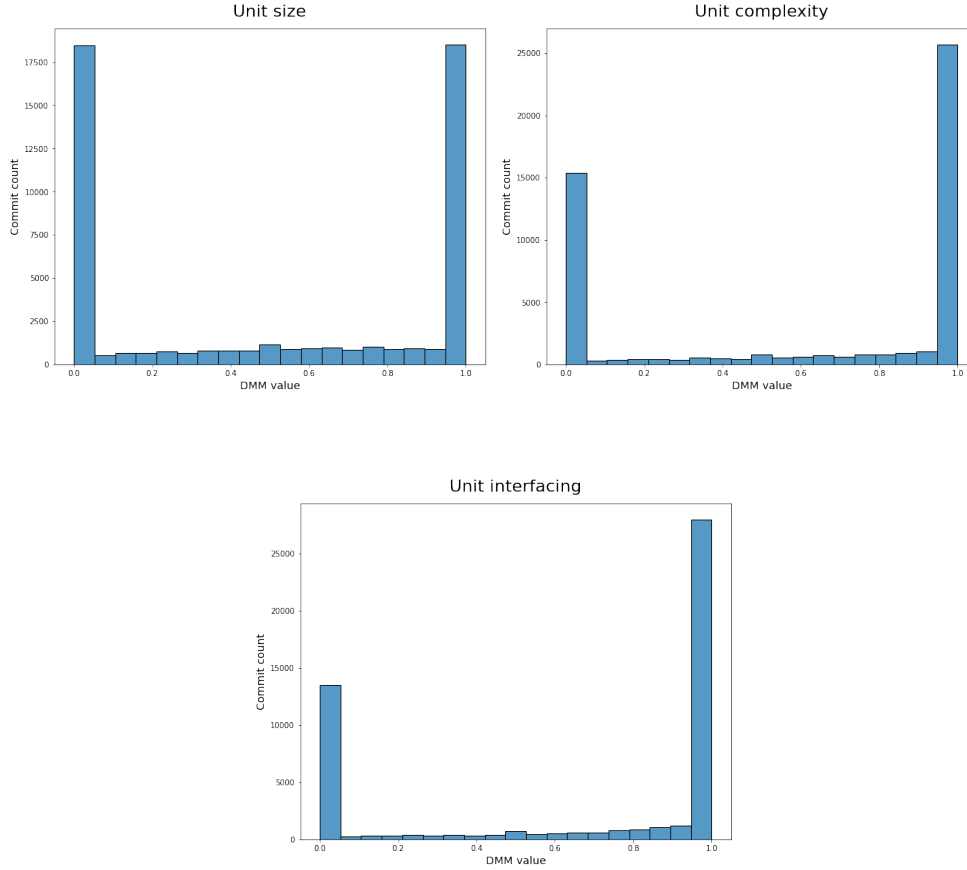 Unit size
Commit count
17500
15000
12500
10000
7500
5000
2500
0
0.0 0.2 0.4 0.6 0.8 1.0
DMM value
Unit complexity
Commit count
25000
20000
15000
10000
5000
0
0.0 0.2 0.4 0.6 0.8 1.0
DMM value
Unit interfacing
Commit count
25000
20000
15000
10000
5000
0
0.0 0.2 0.4 0.6 0.8 1.0
DMM value